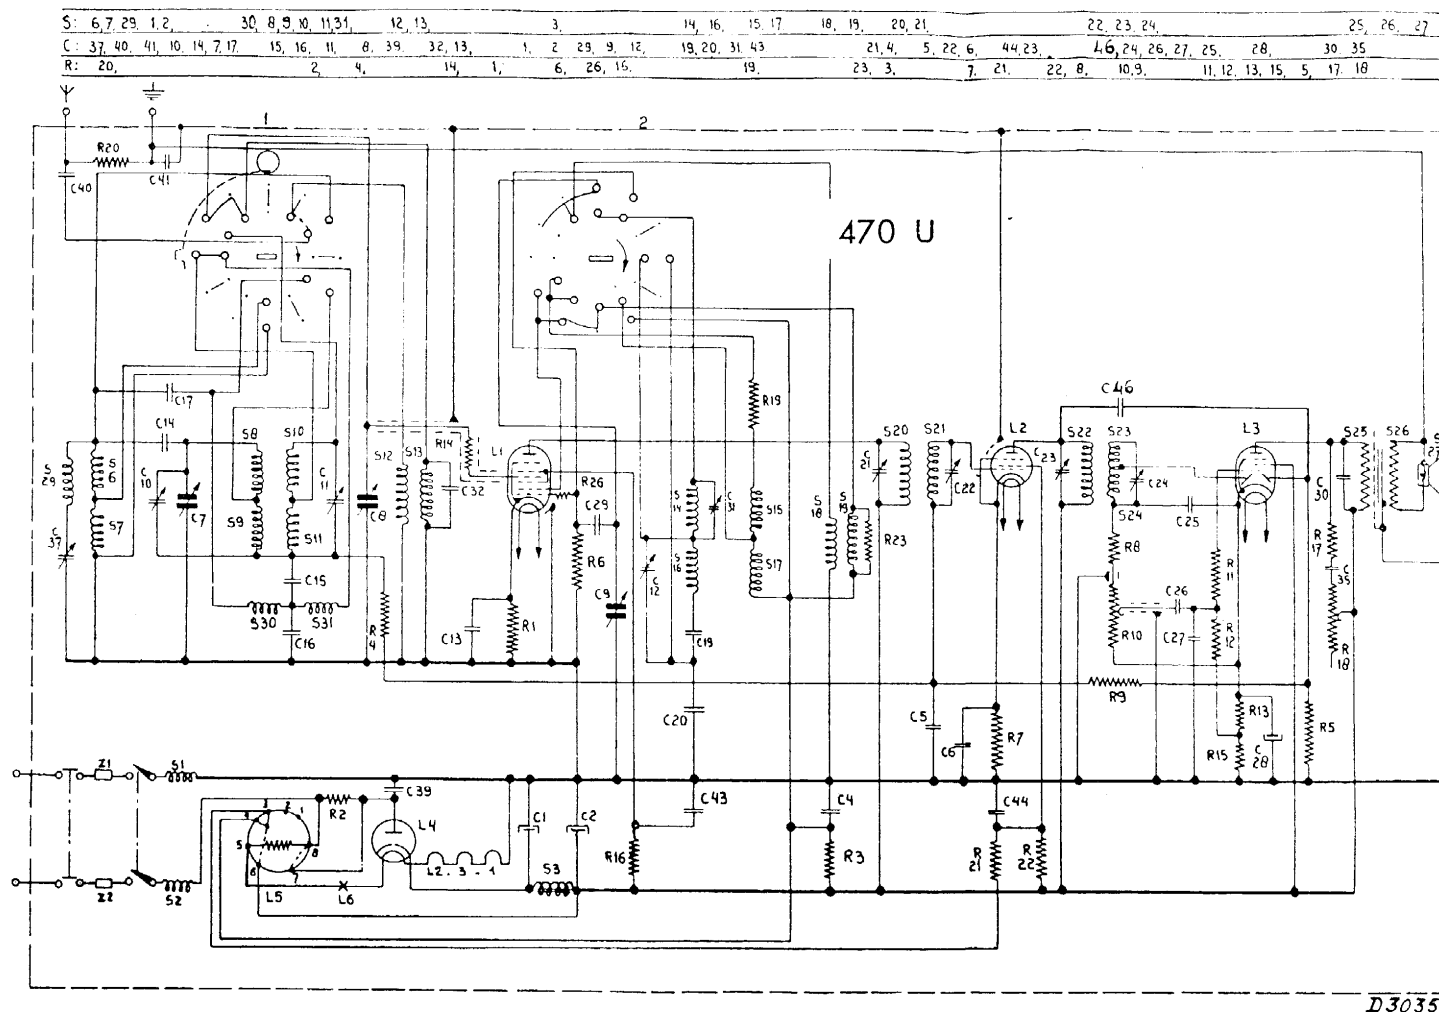 S: 6,7, 29, 1,2, 30, 8,9, 10, 11,31, 12, 13, 3, 14, 16, 15, 17 18, 19, 20, 21, 22, 23, 24, 25, 26, 27
C: 37, 40, 41, 10, 14, 7, 17, 15, 16, 11, 8, 39, 32, 13, 1, 2 29, 9, 12, 19, 20, 31, 43 21, 4, 5, 22, 6, 44, 23, 46, 24, 26, 27, 25, 28, 30, 35
R: 20, 2, 4, 14, 1, 6, 26, 16, 19, 23, 3, 7, 21, 22, 8, 10, 9, 11, 12, 13, 15, 5, 17, 18
1 2
R20
C40 C41
470 U
C17 R19 C46
C14 S8 S10 R14 L1 S20 S21 L2 S22 S23 L3 S25 S26 S27
S29 S6 C10 C7 C11 C8 S12 S13 C32 R26 C29 S14 C31 S15 S18 S19 C21 C22 C23 C24 C30
S7 S9 S11 R6 S16 S17 R23 S24 C25
C37 C15 C9 C12 R8 R11 R17 C35
S30 S31 C16 R4 C13 R1 C19 R10 C26 C27 R12 R18
R9
C20 C5 C6 R7 R13 R15 C28 R5
Z1 S1 C39 C43 C4 C44
4 3 2 1 R2 L4 C1 C2
5 8 R16 R3 R21 R22
6 7 L2 . 3 . 1 S3
Z2 S2 L5 L6
D3035